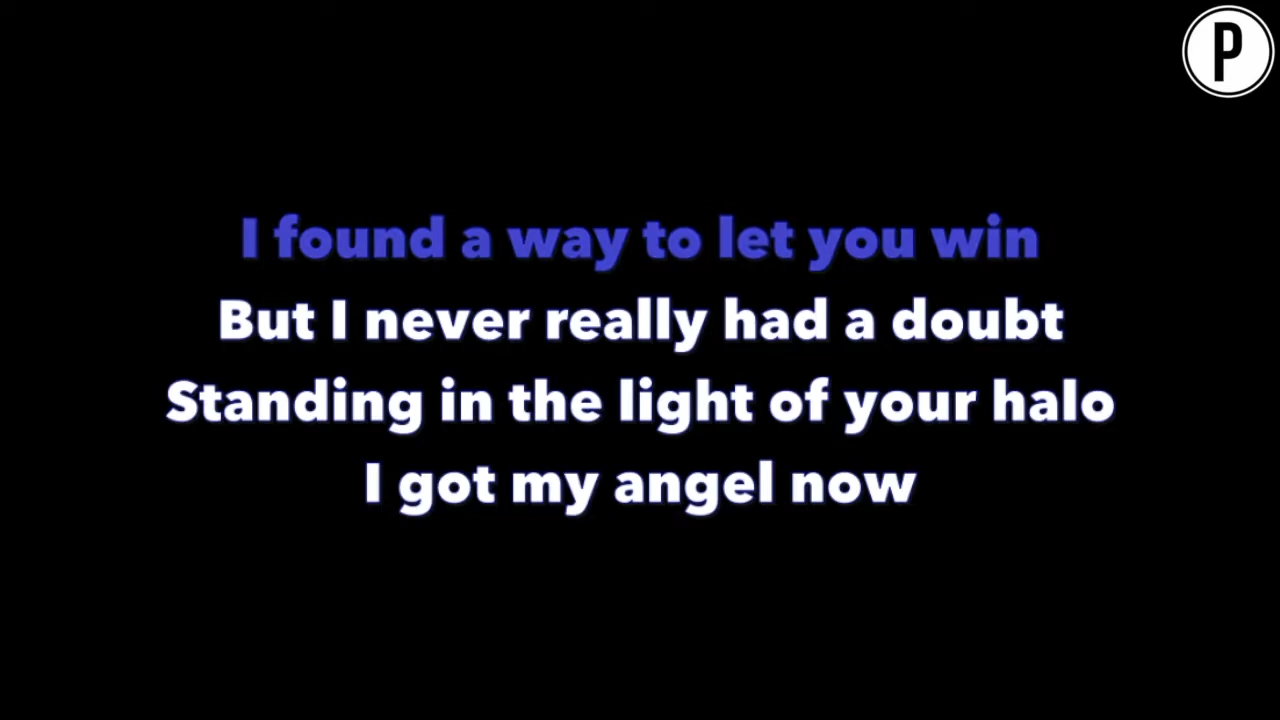 P
I found a way to let you win
But I never really had a doubt
Standing in the light of your halo
I got my angel now